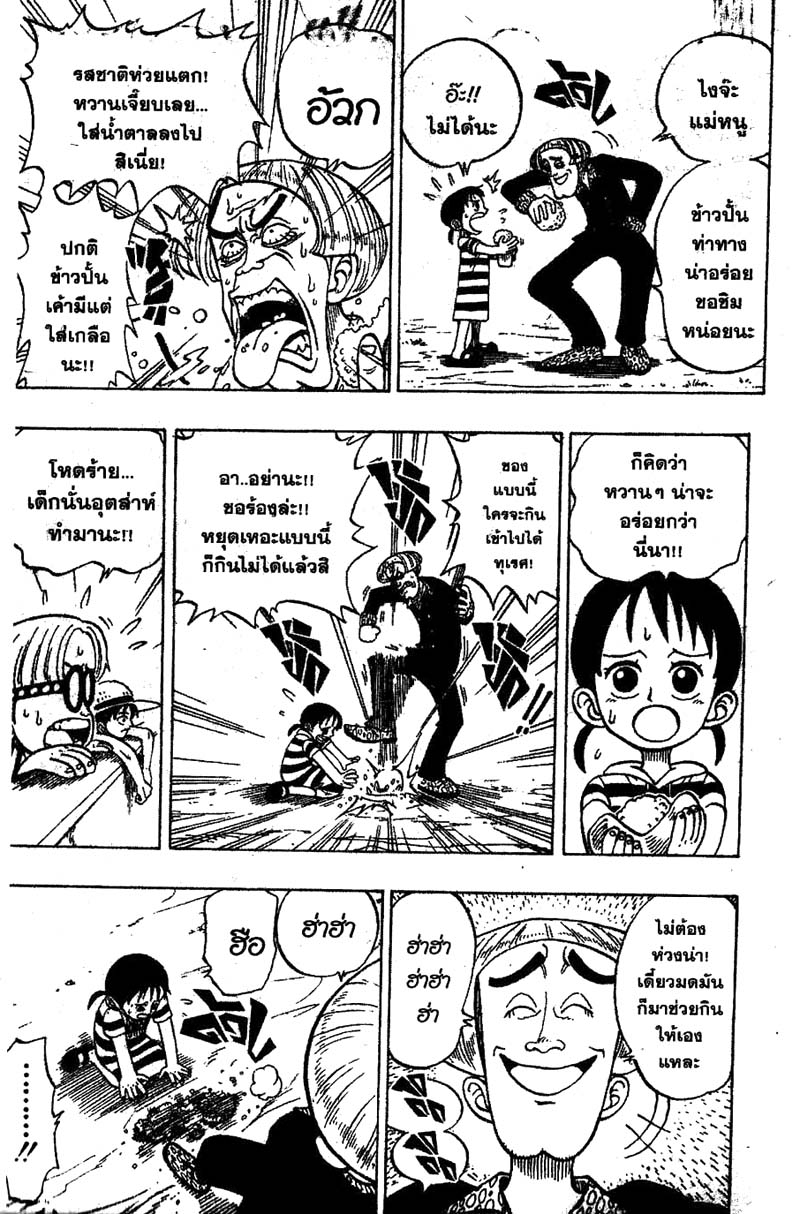 ไงจ๊ะ
แม่หนู
ข้าวปั้น
ท่าทาง
น่าอร่อย
ขอชิม
หน่อยนะ
อ๊ะ!!
ไม่ได้นะ
อ้วก
รสชาติห่วยแตก!
หวานเจี๊ยบเลย...
ใส่น้ำตาลลงไป
สิเนี่ย!
ปกติ
ข้าวปั้น
เค้ามีแต่
ใส่เกลือ
นะ!!
ก็คิดว่า
หวานๆ น่าจะ
อร่อยกว่า
นี่นา!!
ของ
แบบนี้
ใครจะกิน
เข้าไปได้
ทุเรศ!
อา..อย่านะ!!
ขอร้องล่ะ!!
หยุดเหอะแบบนี้
ก็กินไม่ได้แล้วสิ
โหดร้าย...
เด็กนั่นอุตส่าห์
ทำมานะ!!
ไม่ต้อง
ห่วงน่า!
เดี๋ยวมดมัน
ก็มาช่วยกิน
ให้เอง
แหละ
ฮ่าฮ่า
ฮ่าฮ่า
ฮ่า
ฮ่าฮ่า
ฮือ
........!!